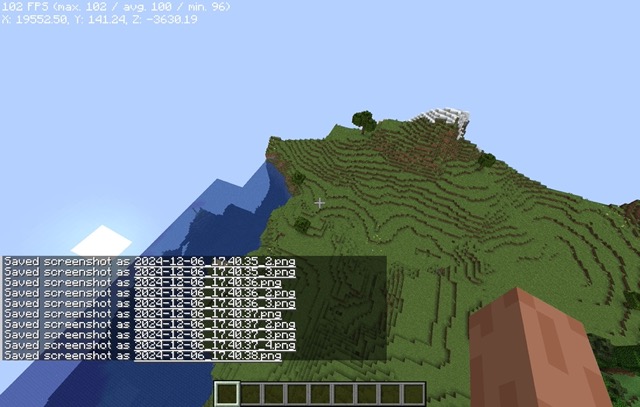 102 FPS (max. 102 / avg. 100 / min. 96)
X: 19552.50, Y: 141.24, Z: -3630.19
Saved screenshot as 2024-12-06_17.40.35_2.png
Saved screenshot as 2024-12-06_17.40.35_3.png
Saved screenshot as 2024-12-06_17.40.36.png
Saved screenshot as 2024-12-06_17.40.36_2.png
Saved screenshot as 2024-12-06_17.40.36_3.png
Saved screenshot as 2024-12-06_17.40.37.png
Saved screenshot as 2024-12-06_17.40.37_2.png
Saved screenshot as 2024-12-06_17.40.37_3.png
Saved screenshot as 2024-12-06_17.40.37_4.png
Saved screenshot as 2024-12-06_17.40.38.png